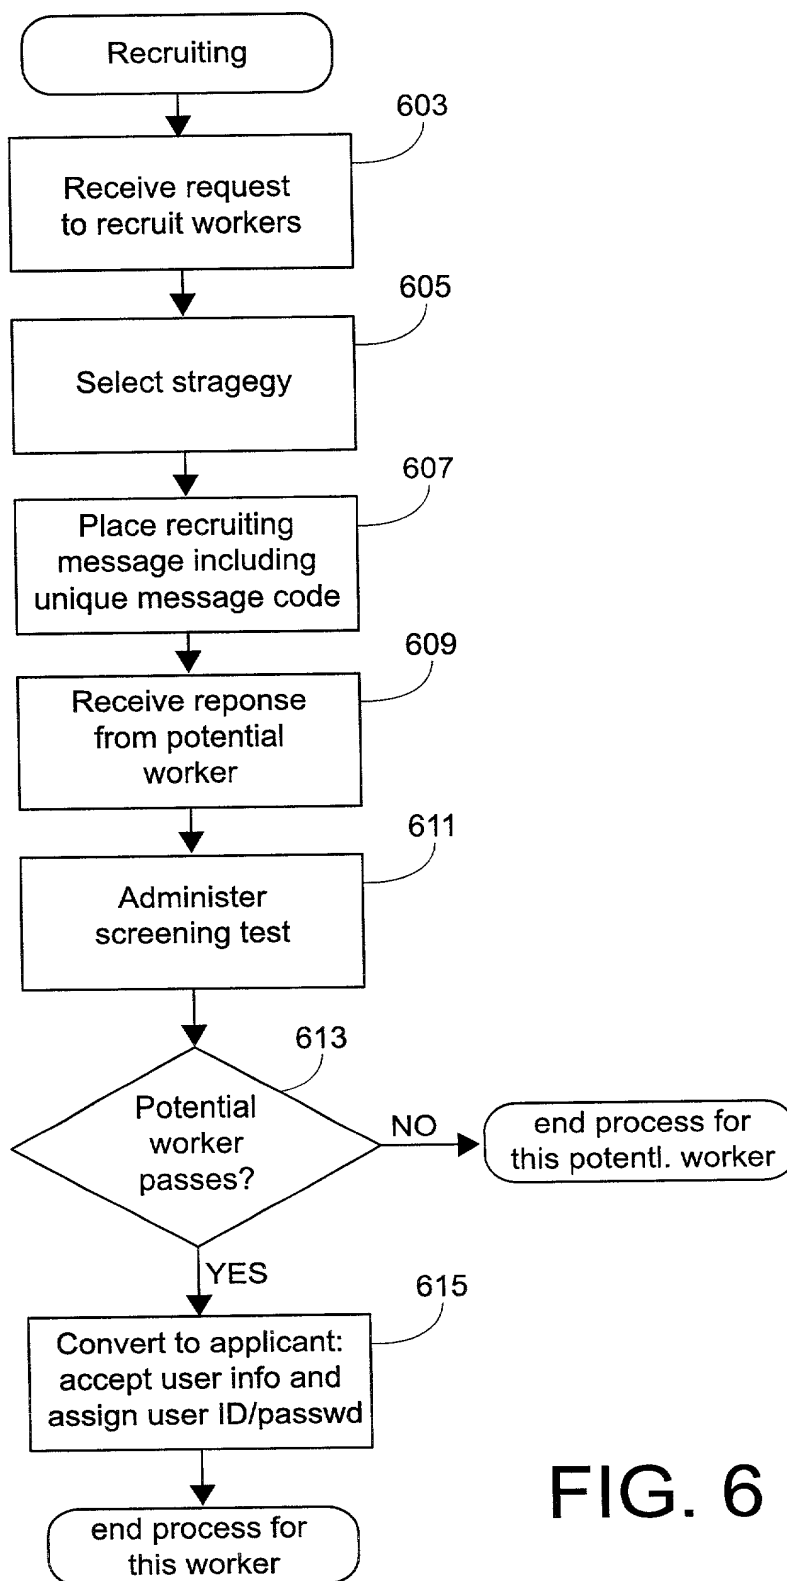 Recruiting
603
Receive request
to recruit workers
605
Select stragegy
607
Place recruiting
message including
unique message code
609
Receive reponse
from potential
worker
611
Administer
screening test
613
Potential
worker
passes?
NO
end process for
this potentl. worker
YES
615
Convert to applicant:
accept user info and
assign user ID/passwd
end process for
this worker
FIG. 6